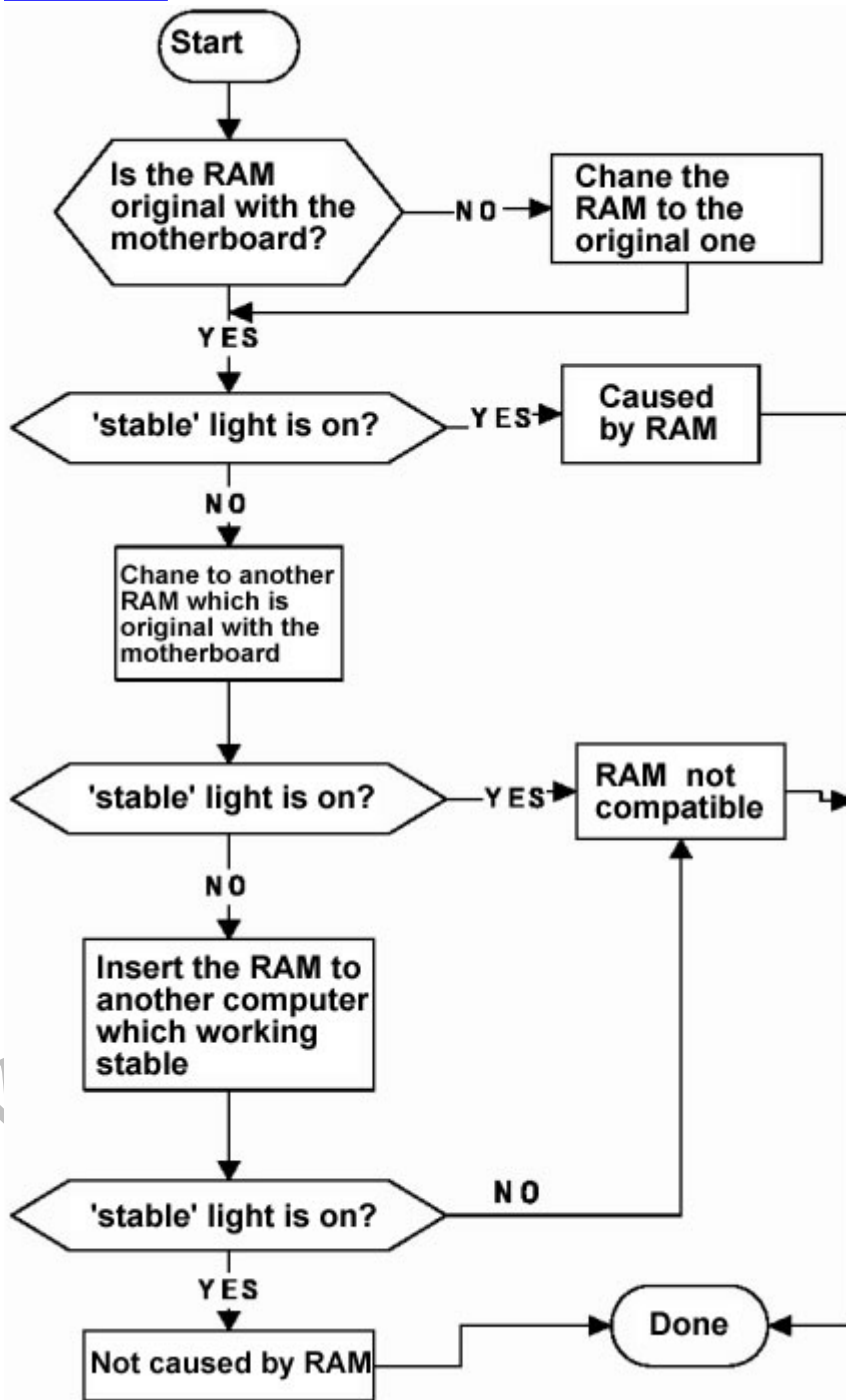 Start
Is the RAM
original with the
motherboard?
NO
Chane the
RAM to the
original one
YES
'stable' light is on?
YES
Caused
by RAM
NO
Chane to another
RAM which is
original with the
motherboard
'stable' light is on?
YES
RAM not
compatible
NO
Insert the RAM to
another computer
which working
stable
'stable' light is on?
NO
YES
Not caused by RAM
Done